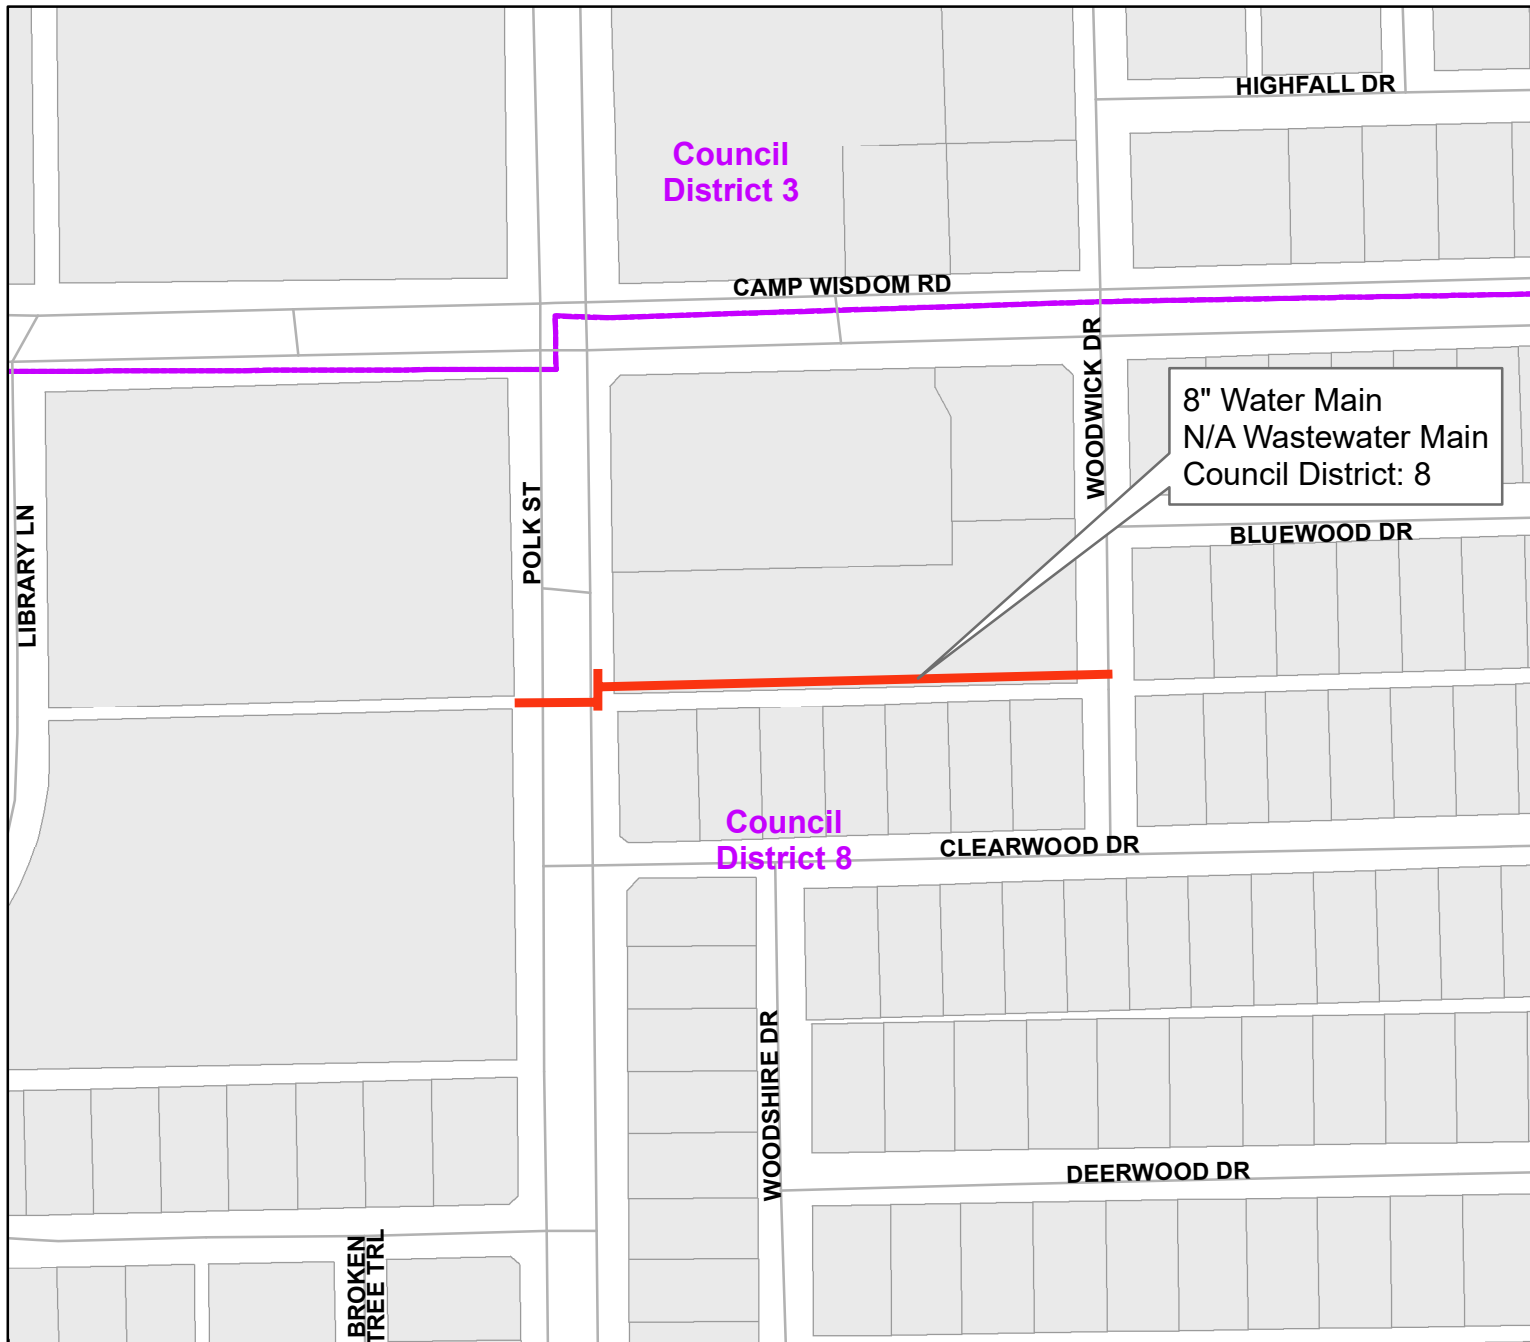 HIGHFALL DR
Council
District 3
CAMP WISDOM RD
WOODWICK DR
8" Water Main
N/A Wastewater Main
Council District: 8
LIBRARY LN
POLK ST
BLUEWOOD DR
Council
District 8
CLEARWOOD DR
WOODSHIRE DR
DEERWOOD DR
BROKEN
TREE TRL